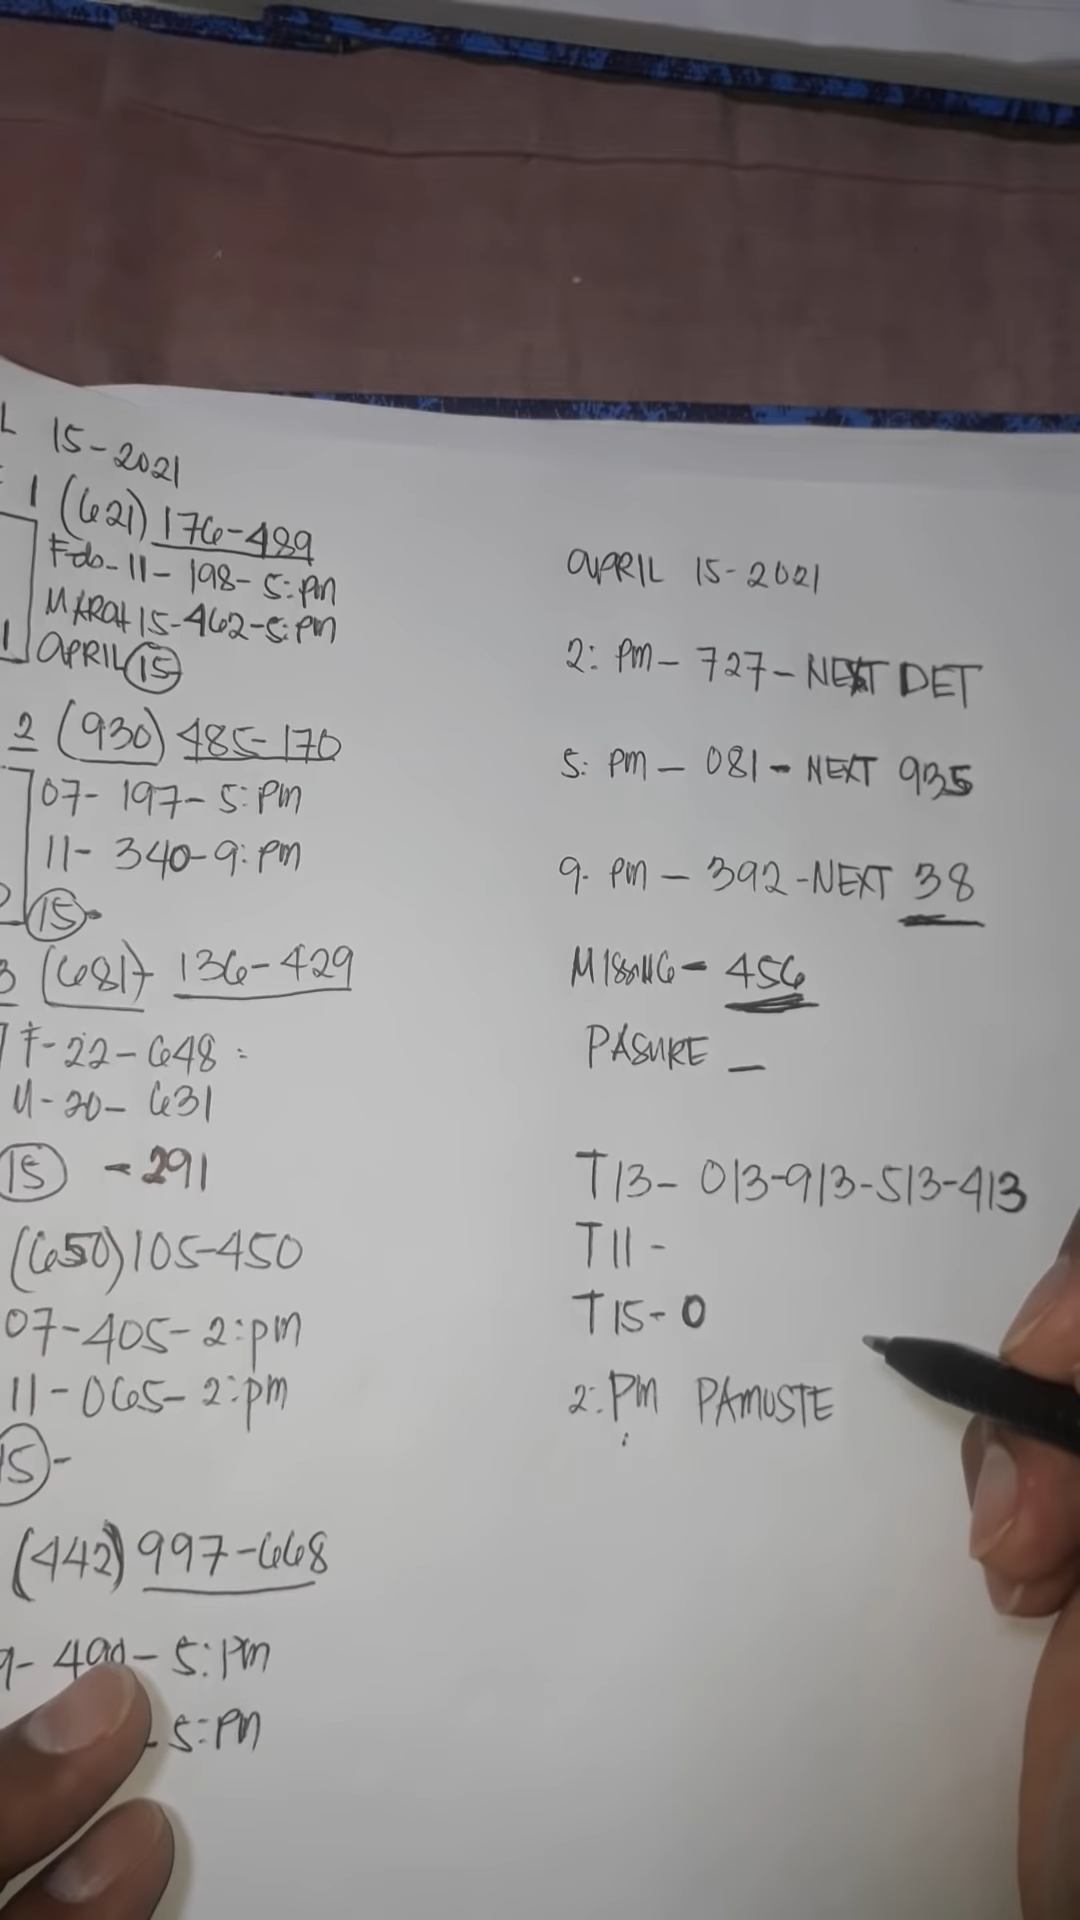 L 15-2021
1 (621) 176-489
Feb-11-198-5:pm
MARCH 15-462-5:pm
1 APRIL 15
2 (930) 485-170
07-197-5:pm
11-340-9:pm
2 15-
3 (681)- 136-429
F-22-648=
M-20-631
15 -291
(650) 105-450
07-405-2:pm
11-065-2:pm
15-
(442) 997-668
5:pm
- 5:pm
APRIL 15-2021
2: pm- 727-NEXT DET
5: pm- 081-NEXT 935
9. pm- 392-NEXT 38
MISSING- 456
PASURE _
T13- 013-913-513-413
T11-
T15-0
2:pm PAMUSTE